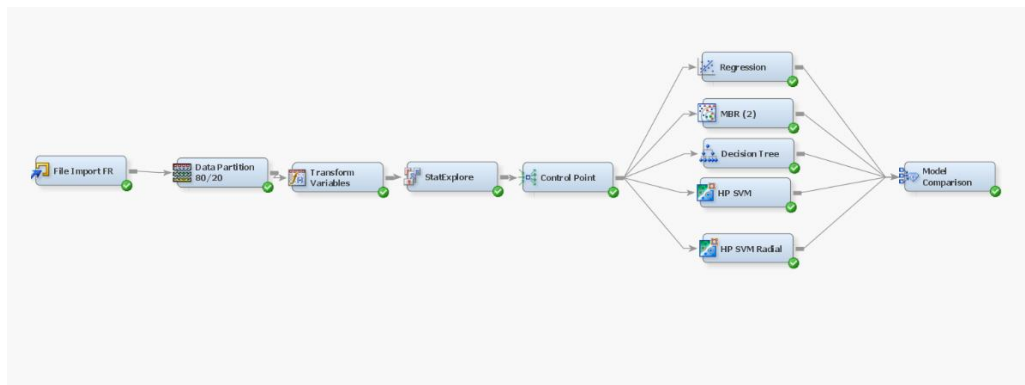 File Import FR
Data Partition
80/20
Transform
Variables
StatExplore
Control Point
Regression
MBR (2)
Decision Tree
HP SVM
HP SVM Radial
Model
Comparison